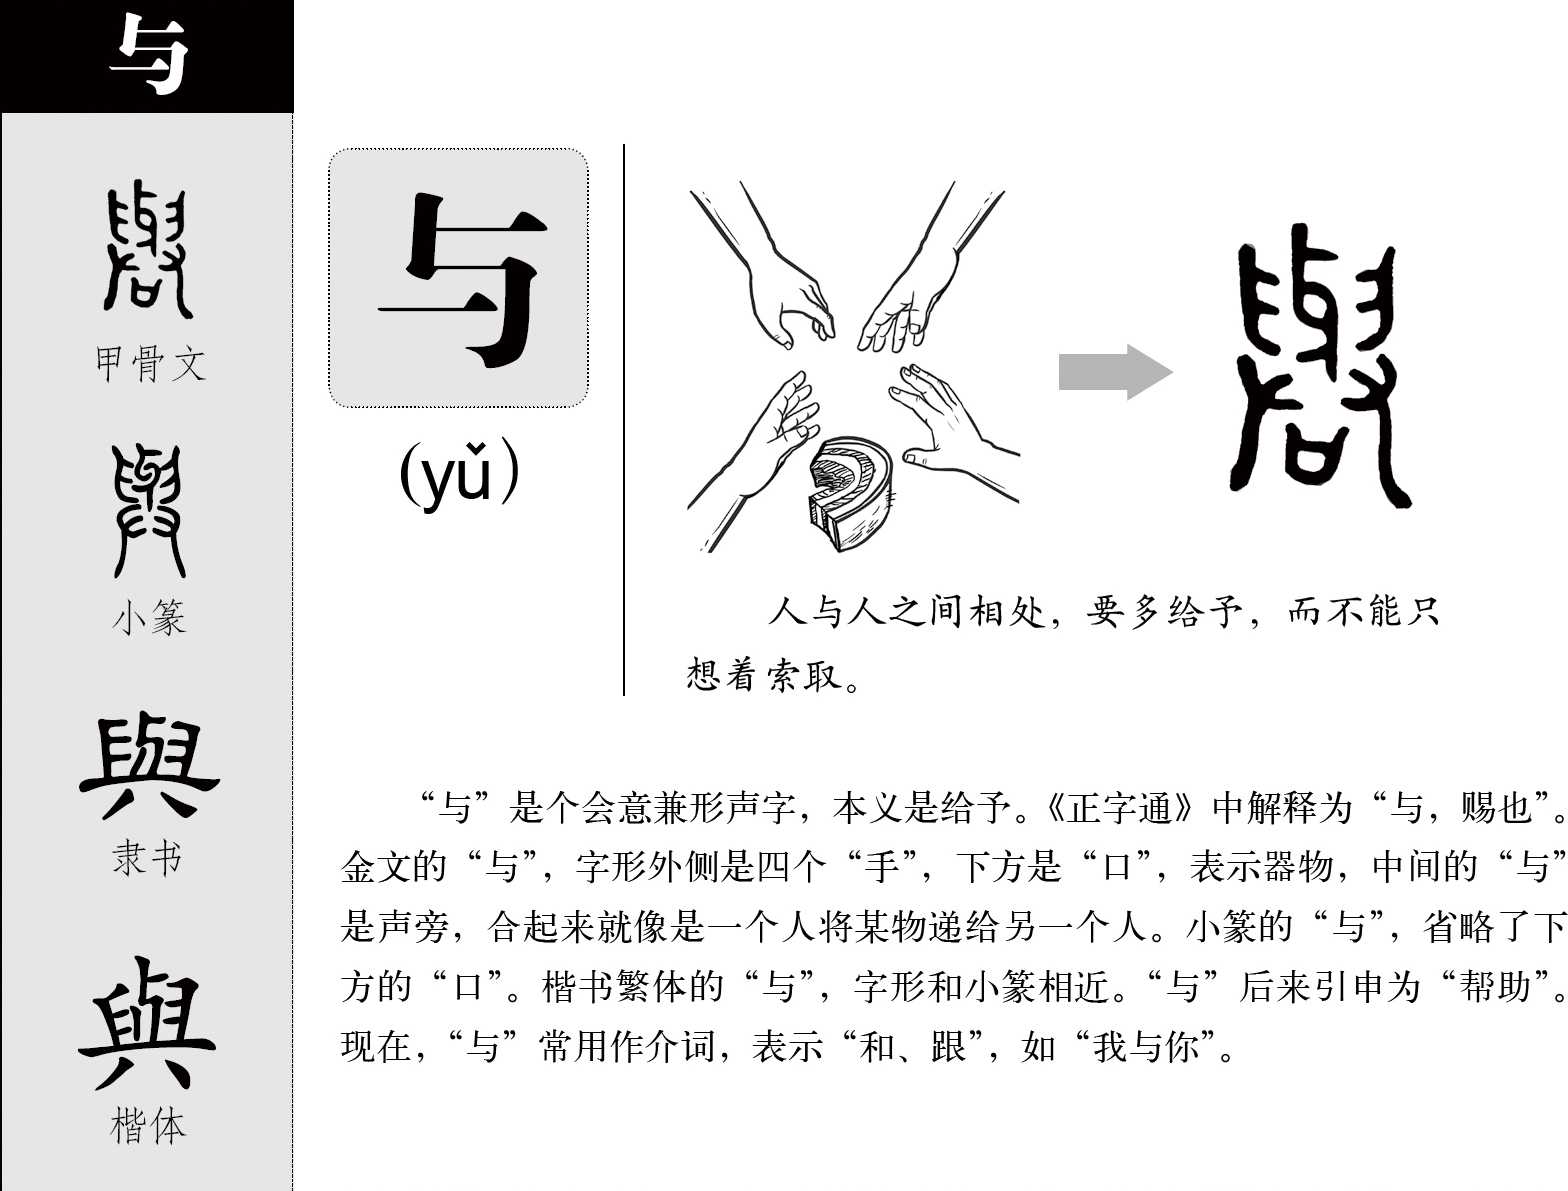 与
甲骨文
小篆
與
隶书
與
楷体
与
(yǔ)
人与人之间相处，要多给予，而不能只
想着索取。
“与”是个会意兼形声字，本义是给予。《正字通》中解释为“与，赐也”。
金文的“与”，字形外侧是四个“手”，下方是“口”，表示器物，中间的“与”
是声旁，合起来就像是一个人将某物递给另一个人。小篆的“与”，省略了下
方的“口”。楷书繁体的“与”，字形和小篆相近。“与”后来引申为“帮助”。
现在，“与”常用作介词，表示“和、跟”，如“我与你”。